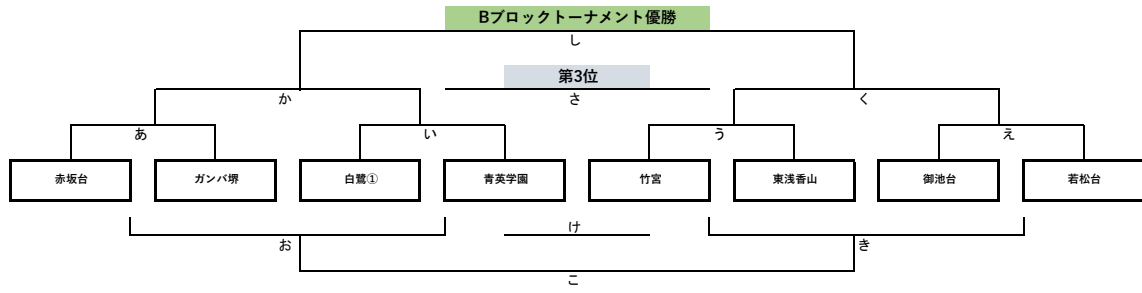 Bブロックトーナメント優勝
し
第3位
か
さ
く
あ
い
う
え
赤坂台
ガンバ堺
白鷺①
青英学園
竹宮
東浅香山
御池台
若松台
け
お
き
こ